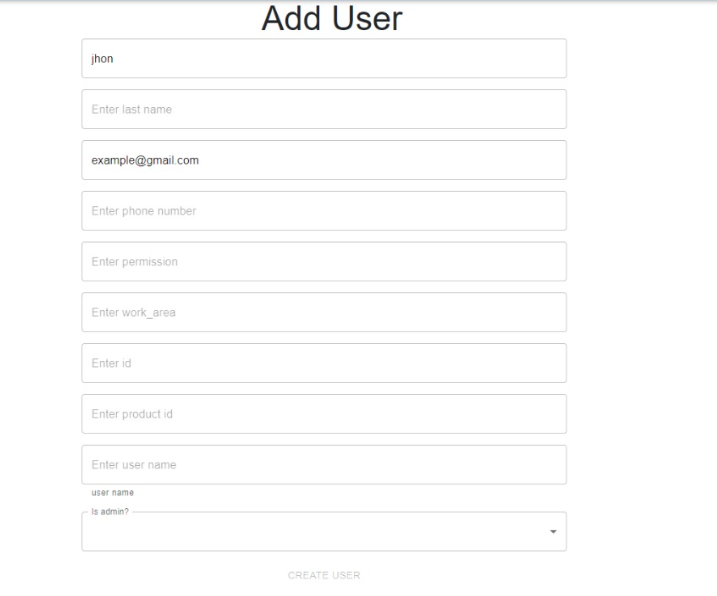 Add User
jhon
Enter last name
example@gmail.com
Enter phone number
Enter permission
Enter work_area
Enter id
Enter product id
Enter user name
user name
Is admin?
CREATE USER